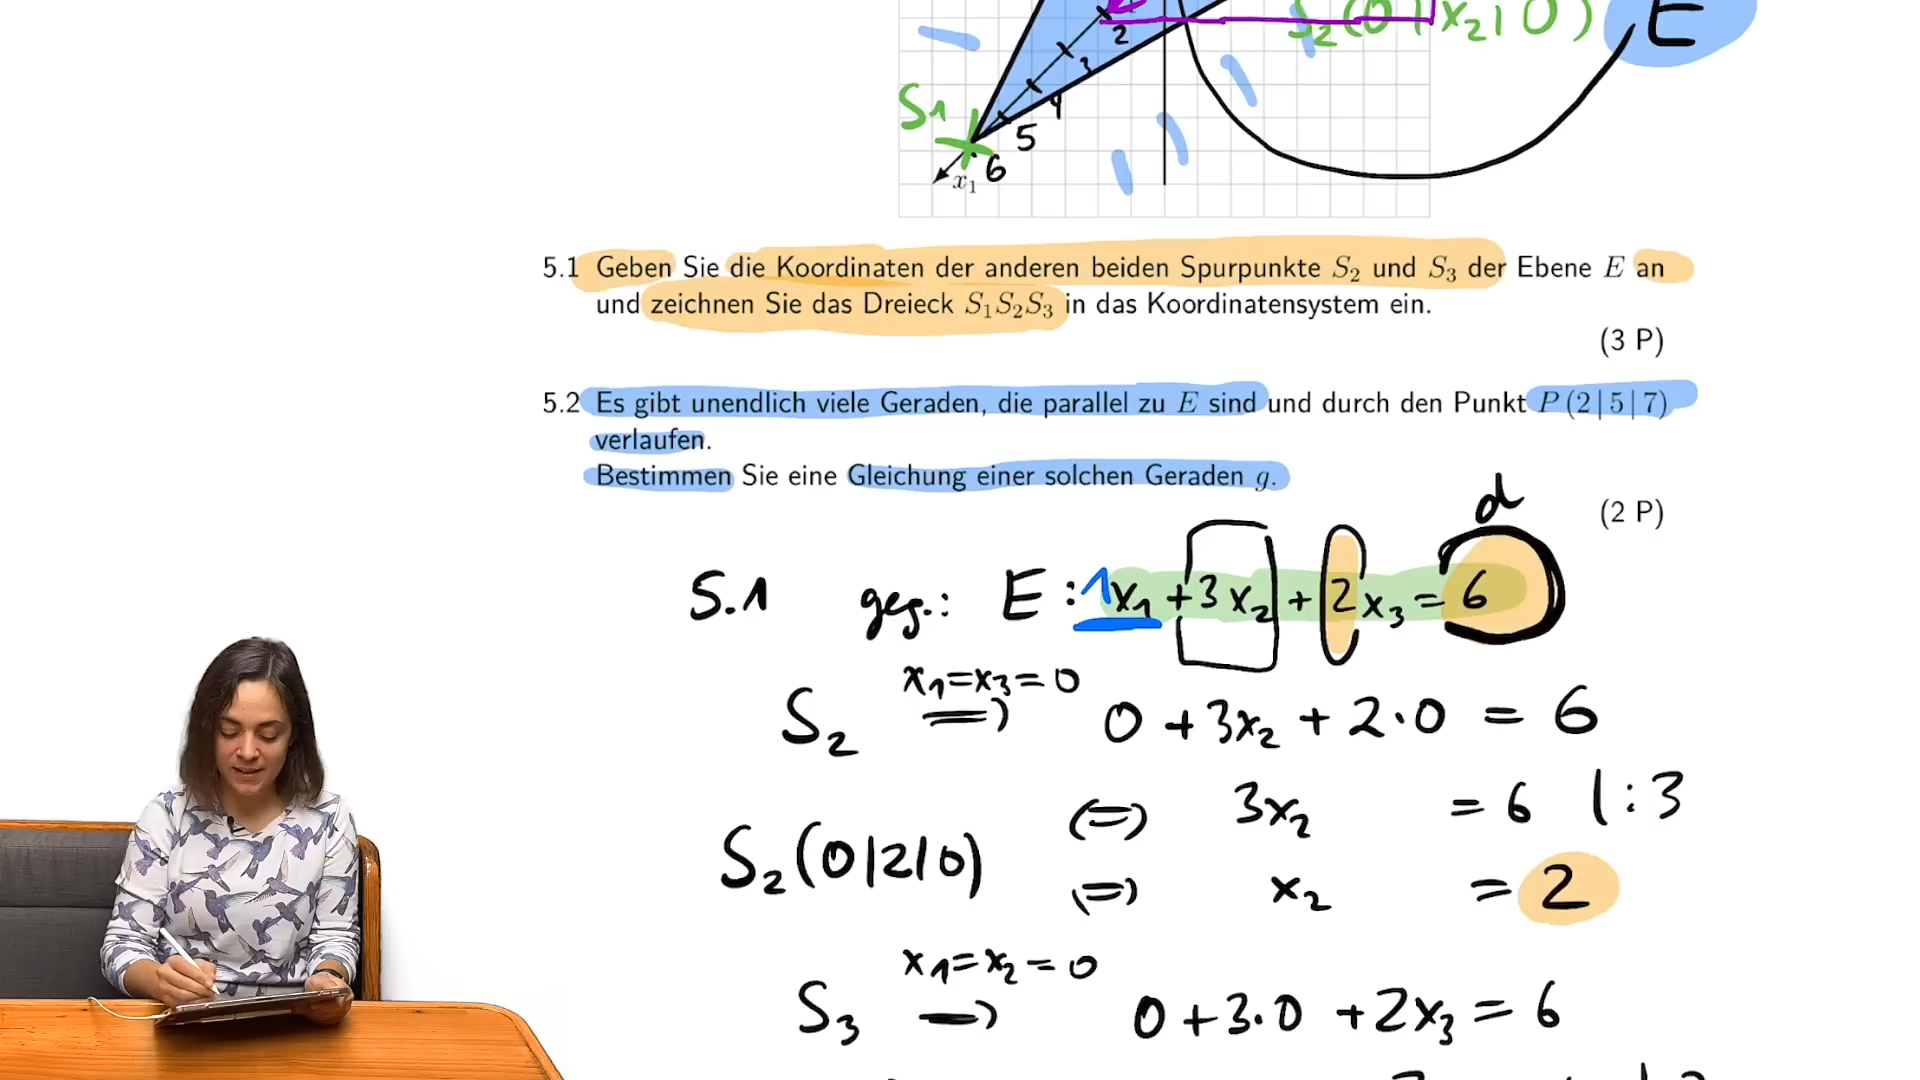 S2(0|x2|0) E
2
3
S1
4
5
6
x1
5.1 Geben Sie die Koordinaten der anderen beiden Spurpunkte S2 und S3 der Ebene E an
und zeichnen Sie das Dreieck S1S2S3 in das Koordinatensystem ein.
(3 P)
5.2 Es gibt unendlich viele Geraden, die parallel zu E sind und durch den Punkt P (2 | 5 | 7)
verlaufen.
Bestimmen Sie eine Gleichung einer solchen Geraden g.
(2 P)
d
5.1 geg.: E : 1x1 + 3x2 + 2x3 = 6
x1=x3=0
S2 ⟹ 0 + 3x2 + 2·0 = 6
⟺ 3x2 = 6 | : 3
S2(0|2|0)
⟺ x2 = 2
x1=x2=0
S3 ⟹ 0 + 3·0 + 2x3 = 6